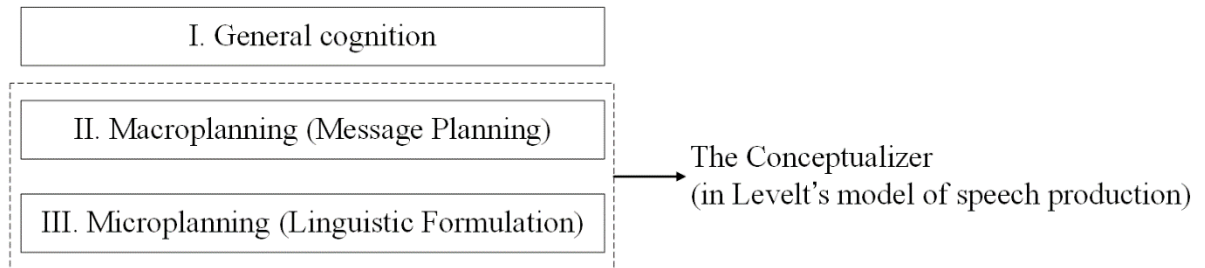 I. General cognition
II. Macroplanning (Message Planning)
III. Microplanning (Linguistic Formulation)
The Conceptualizer
(in Levelt’s model of speech production)